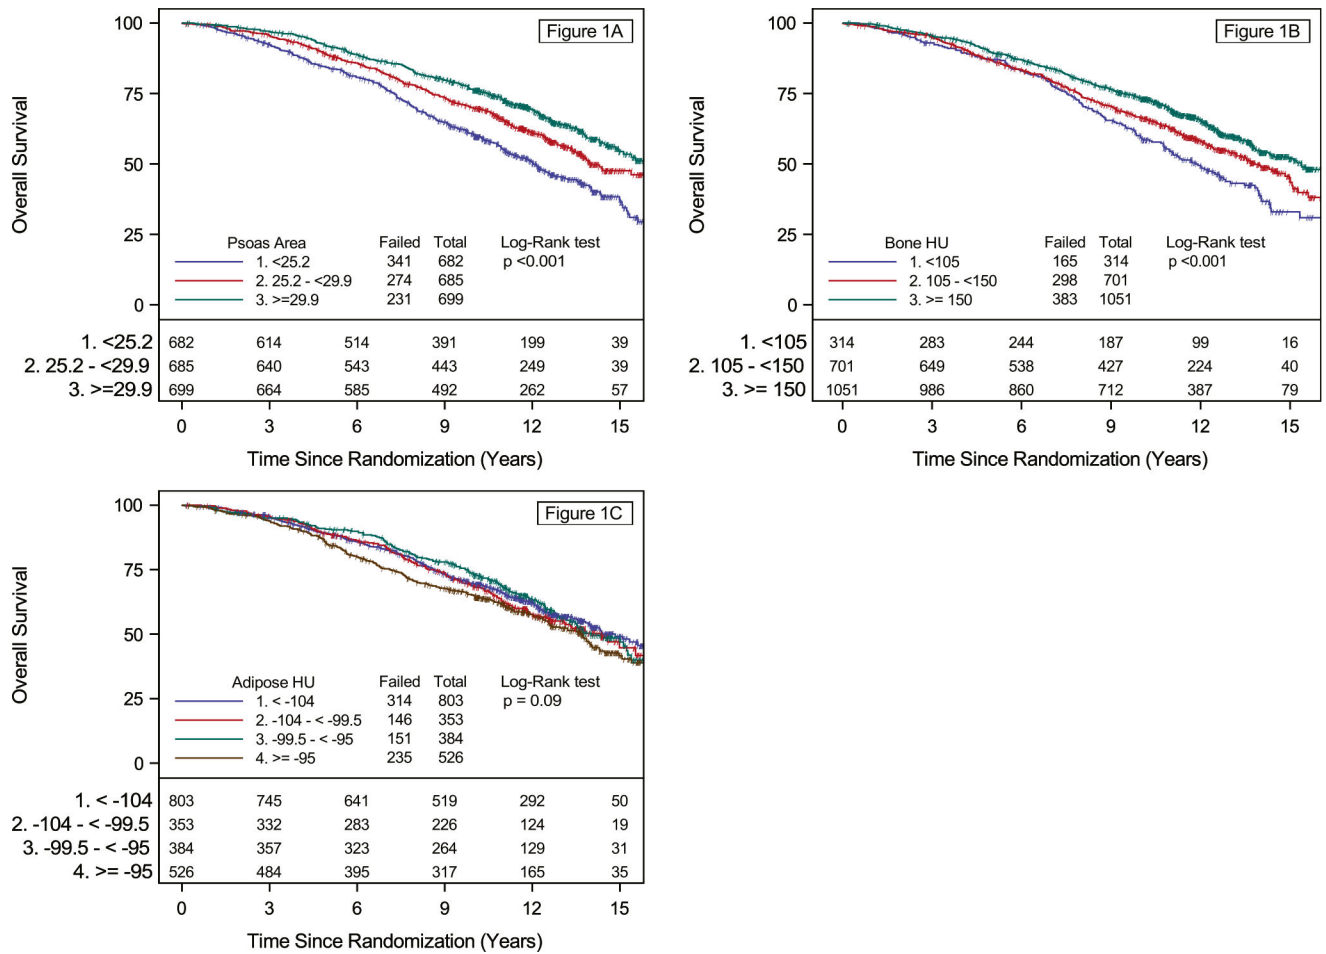 Figure 1A
Overall Survival
100
75
50
25
0
Psoas Area Failed Total Log-Rank test
1. <25.2 341 682 p <0.001
2. 25.2 - <29.9 274 685
3. >=29.9 231 699
1. <25.2 682 614 514 391 199 39
2. 25.2 - <29.9 685 640 543 443 249 39
3. >=29.9 699 664 585 492 262 57
0 3 6 9 12 15
Time Since Randomization (Years)
Figure 1B
Overall Survival
100
75
50
25
0
Bone HU Failed Total Log-Rank test
1. <105 165 314 p <0.001
2. 105 - <150 298 701
3. >= 150 383 1051
1. <105 314 283 244 187 99 16
2. 105 - <150 701 649 538 427 224 40
3. >= 150 1051 986 860 712 387 79
0 3 6 9 12 15
Time Since Randomization (Years)
Figure 1C
Overall Survival
100
75
50
25
0
Adipose HU Failed Total Log-Rank test
1. < -104 314 803 p = 0.09
2. -104 - < -99.5 146 353
3. -99.5 - < -95 151 384
4. >= -95 235 526
1. < -104 803 745 641 519 292 50
2. -104 - < -99.5 353 332 283 226 124 19
3. -99.5 - < -95 384 357 323 264 129 31
4. >= -95 526 484 395 317 165 35
0 3 6 9 12 15
Time Since Randomization (Years)